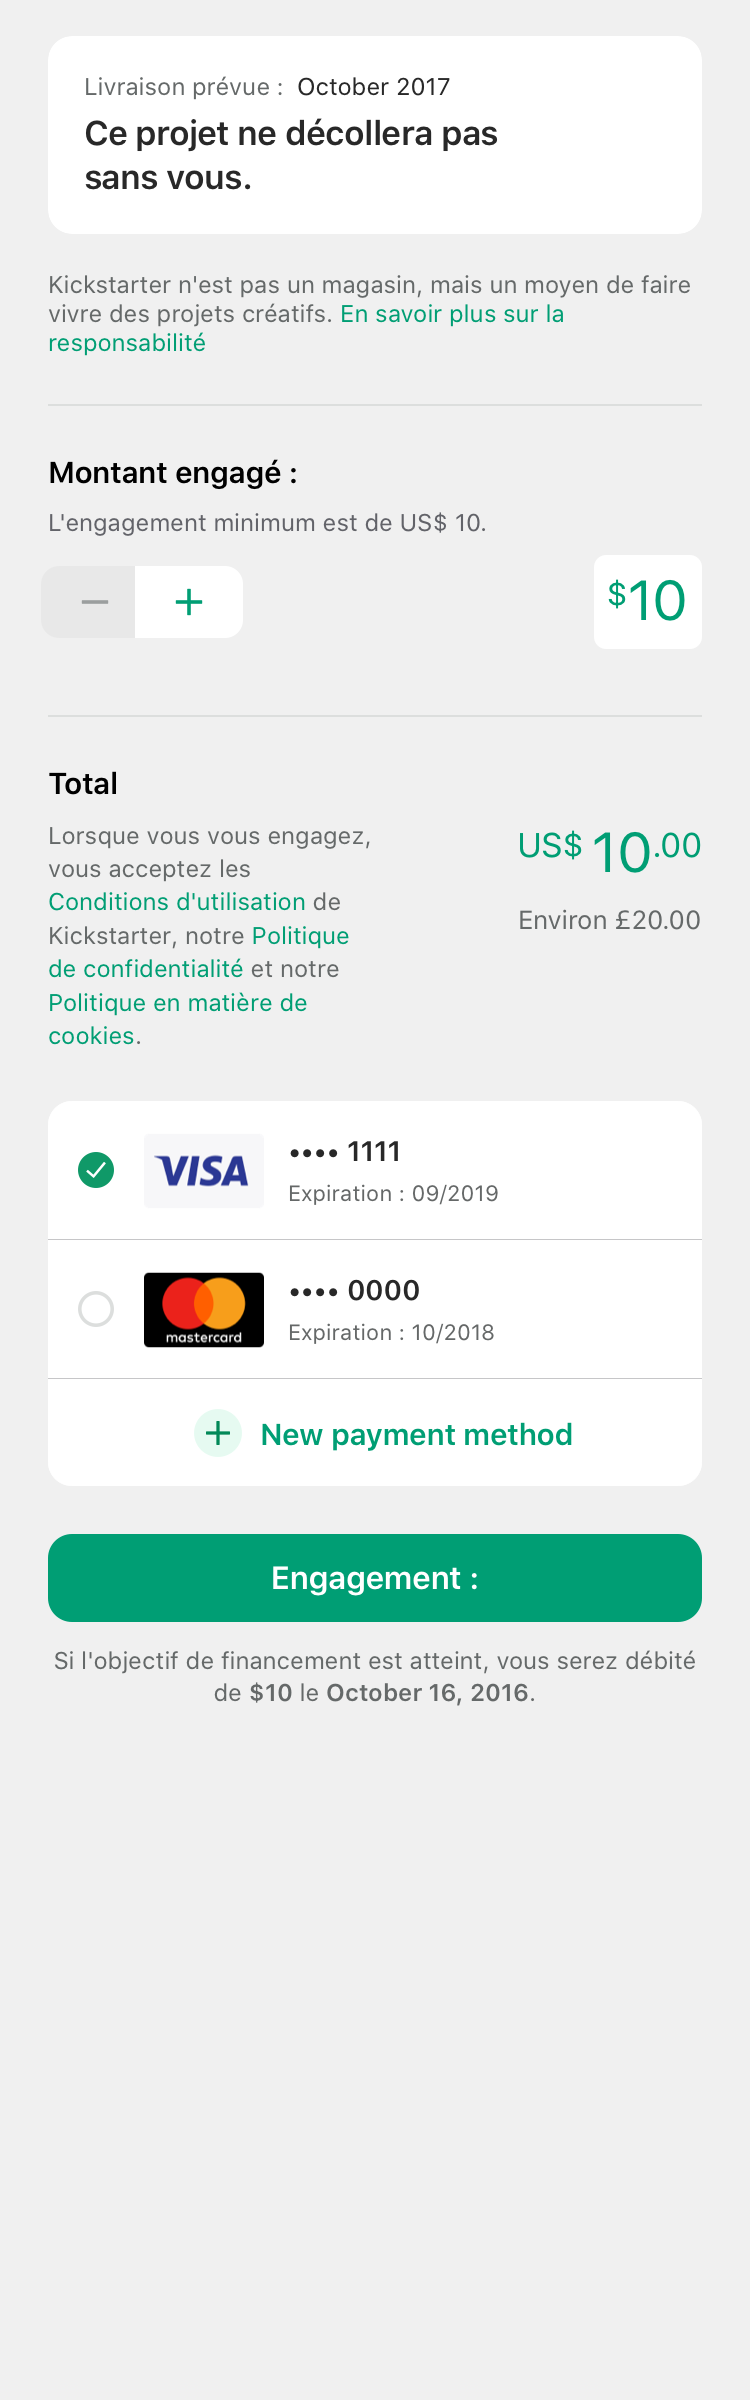 Livraison prévue : October 2017
Ce projet ne décollera pas
sans vous.
Kickstarter n'est pas un magasin, mais un moyen de faire
vivre des projets créatifs. En savoir plus sur la
responsabilité
Montant engagé :
L'engagement minimum est de US$ 10.
$10
Total
Lorsque vous vous engagez,
vous acceptez les
Conditions d'utilisation de
Kickstarter, notre Politique
de confidentialité et notre
Politique en matière de
cookies.
US$ 10.00
Environ £20.00
VISA
•••• 1111
Expiration : 09/2019
mastercard
•••• 0000
Expiration : 10/2018
New payment method
Engagement :
Si l'objectif de financement est atteint, vous serez débité
de $10 le October 16, 2016.